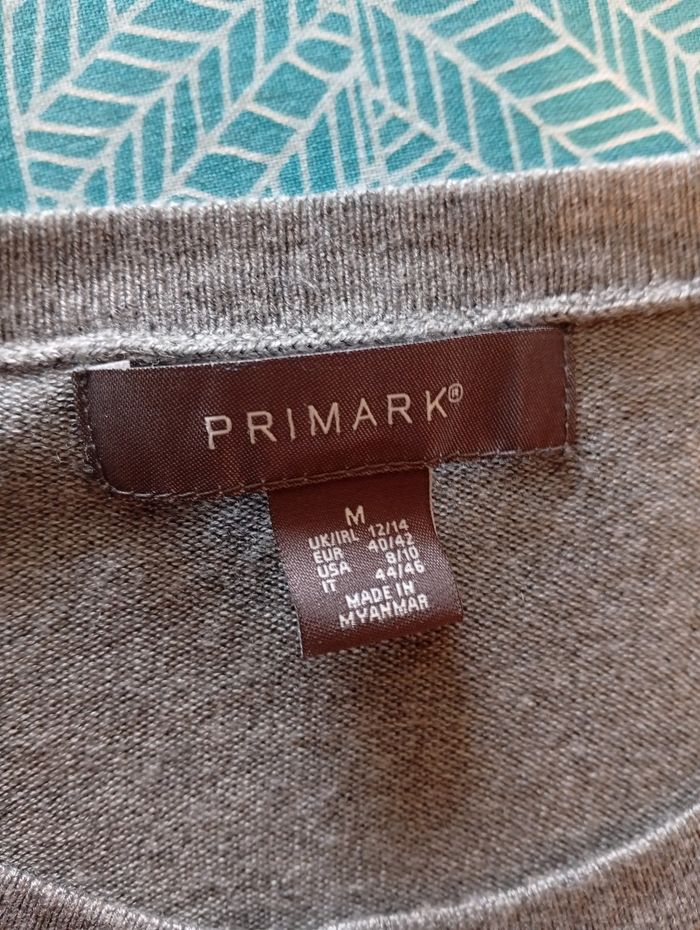 PRIMARK®
M
UK/IRL 12/14
EUR 40/42
USA 8/10
IT 44/46
MADE IN
MYANMAR